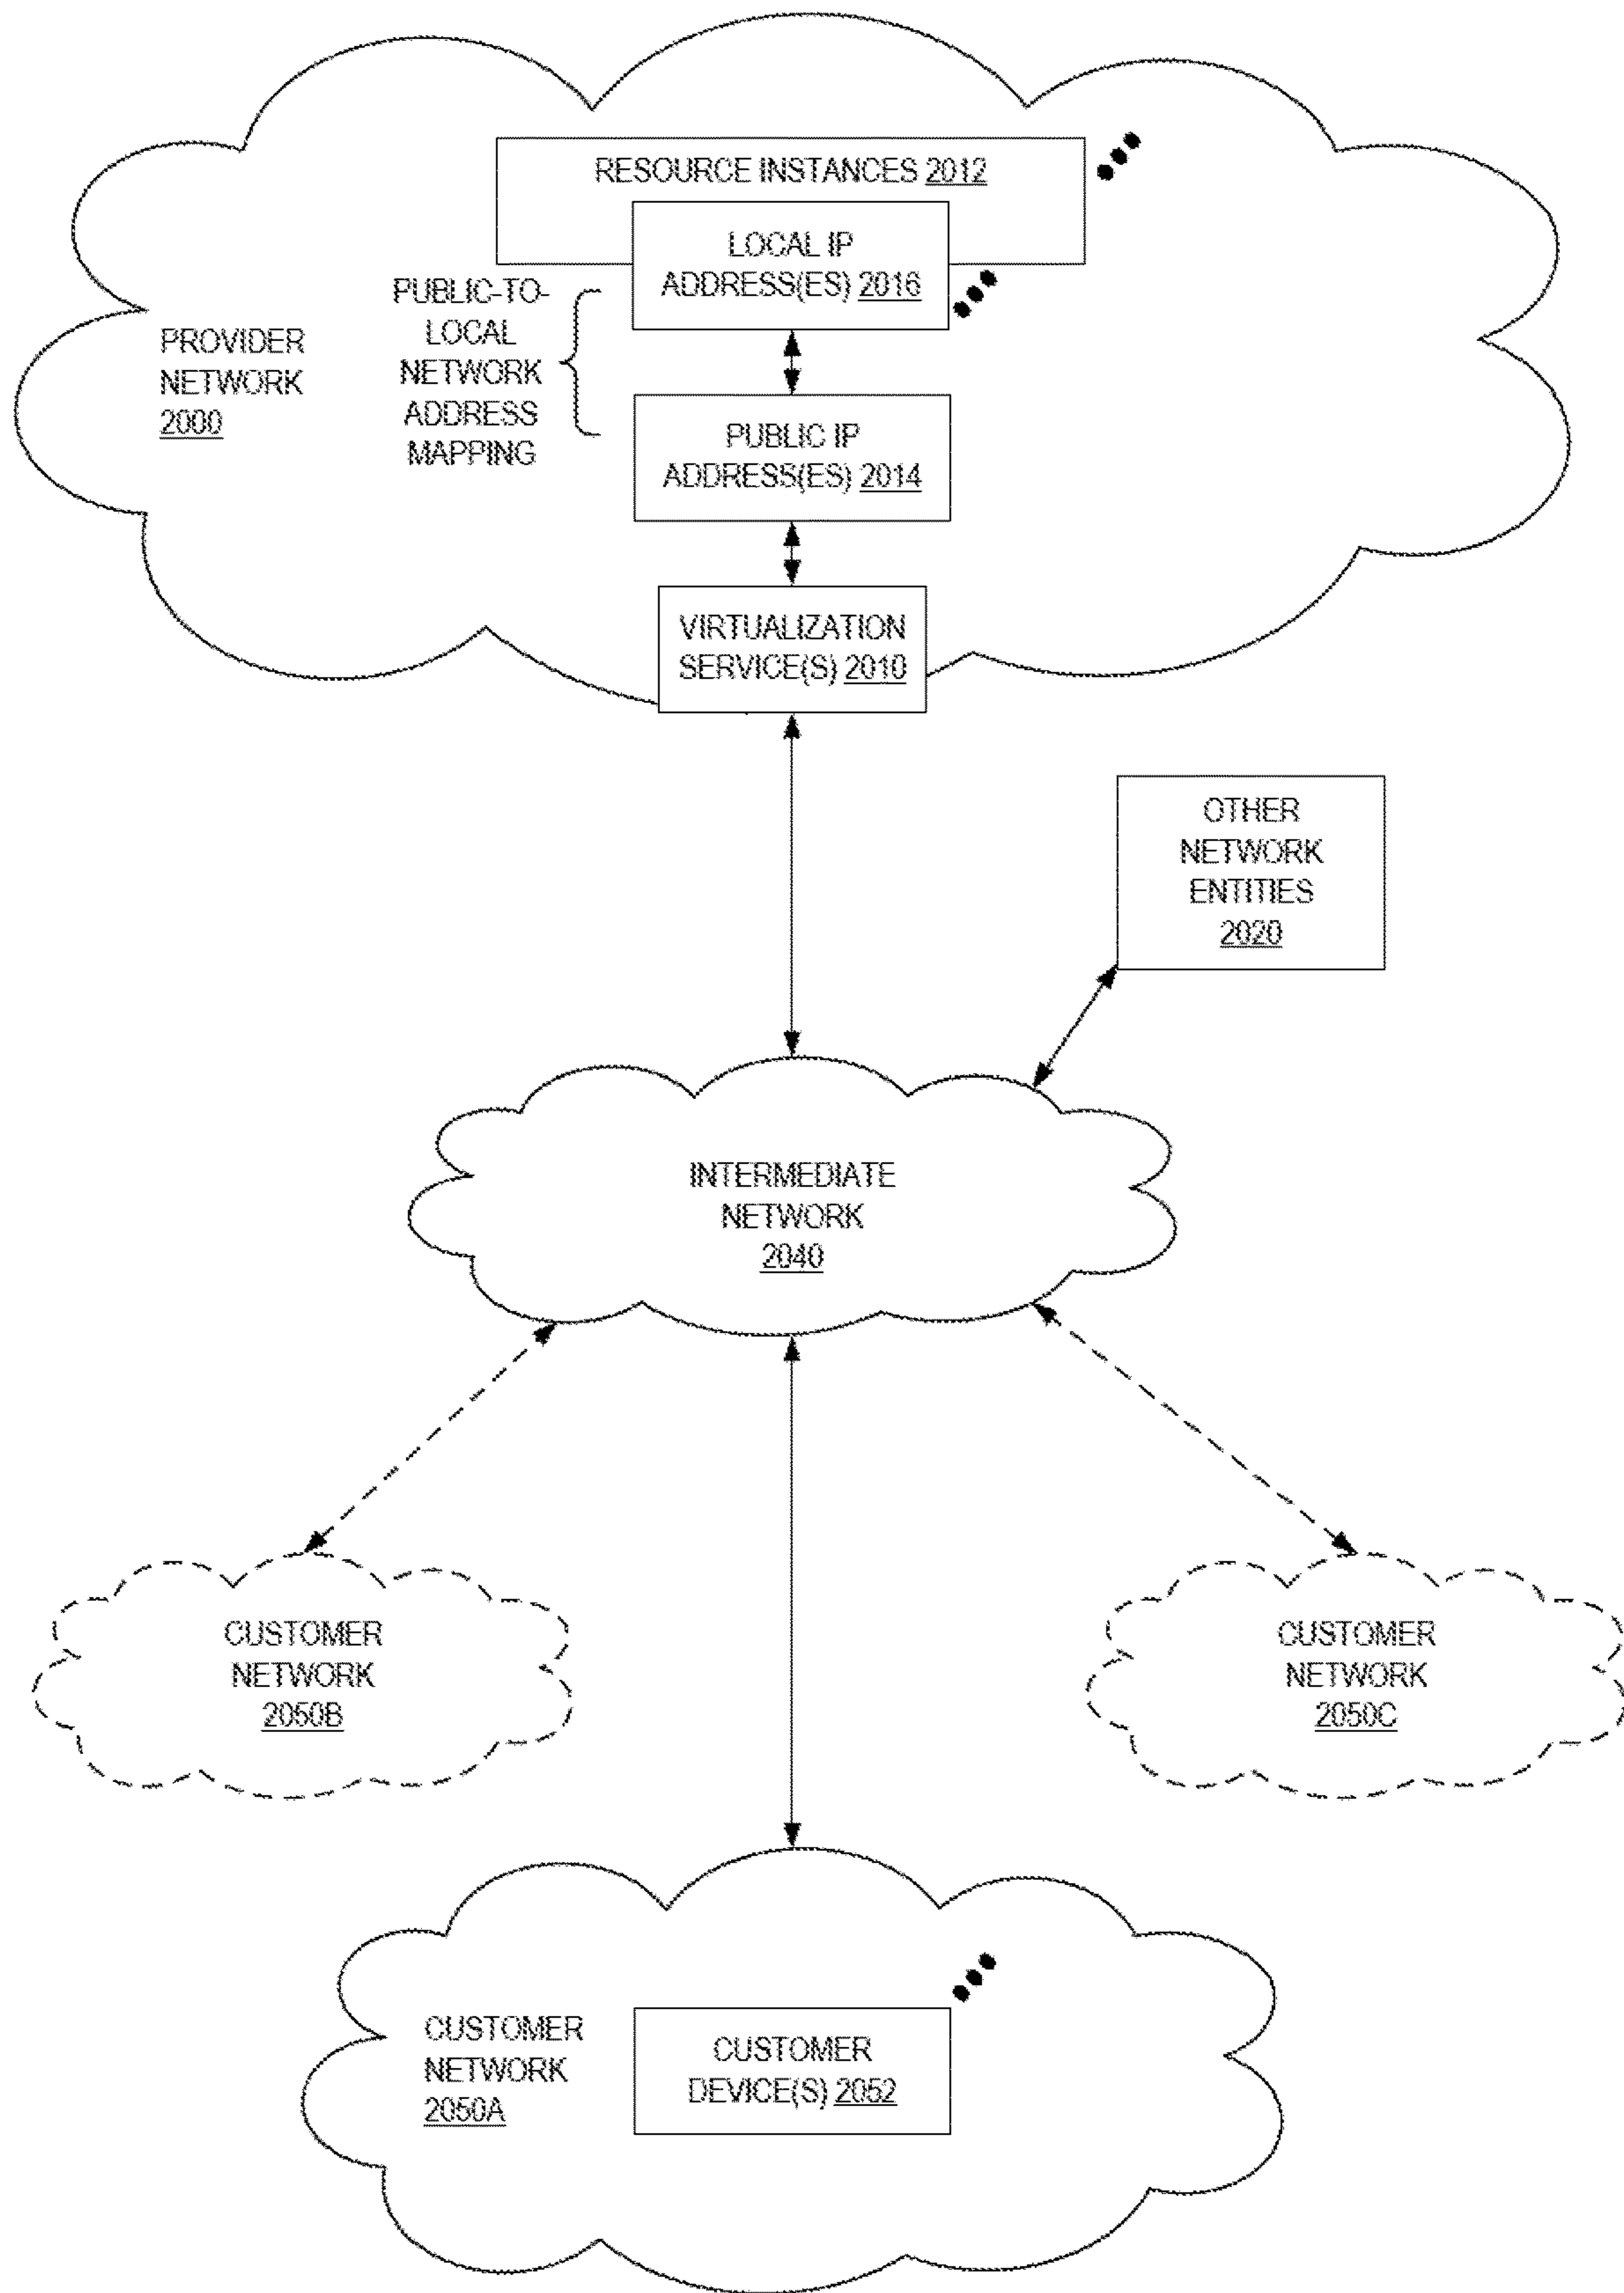 RESOURCE INSTANCES 2012
LOCAL IP
ADDRESS(ES) 2016
PUBLIC-TO-
LOCAL
NETWORK
ADDRESS
MAPPING
PROVIDER
NETWORK
2000
PUBLIC IP
ADDRESS(ES) 2014
VIRTUALIZATION
SERVICE(S) 2010
OTHER
NETWORK
ENTITIES
2020
INTERMEDIATE
NETWORK
2040
CUSTOMER
NETWORK
2050B
CUSTOMER
NETWORK
2050C
CUSTOMER
NETWORK
2050A
CUSTOMER
DEVICE(S) 2052